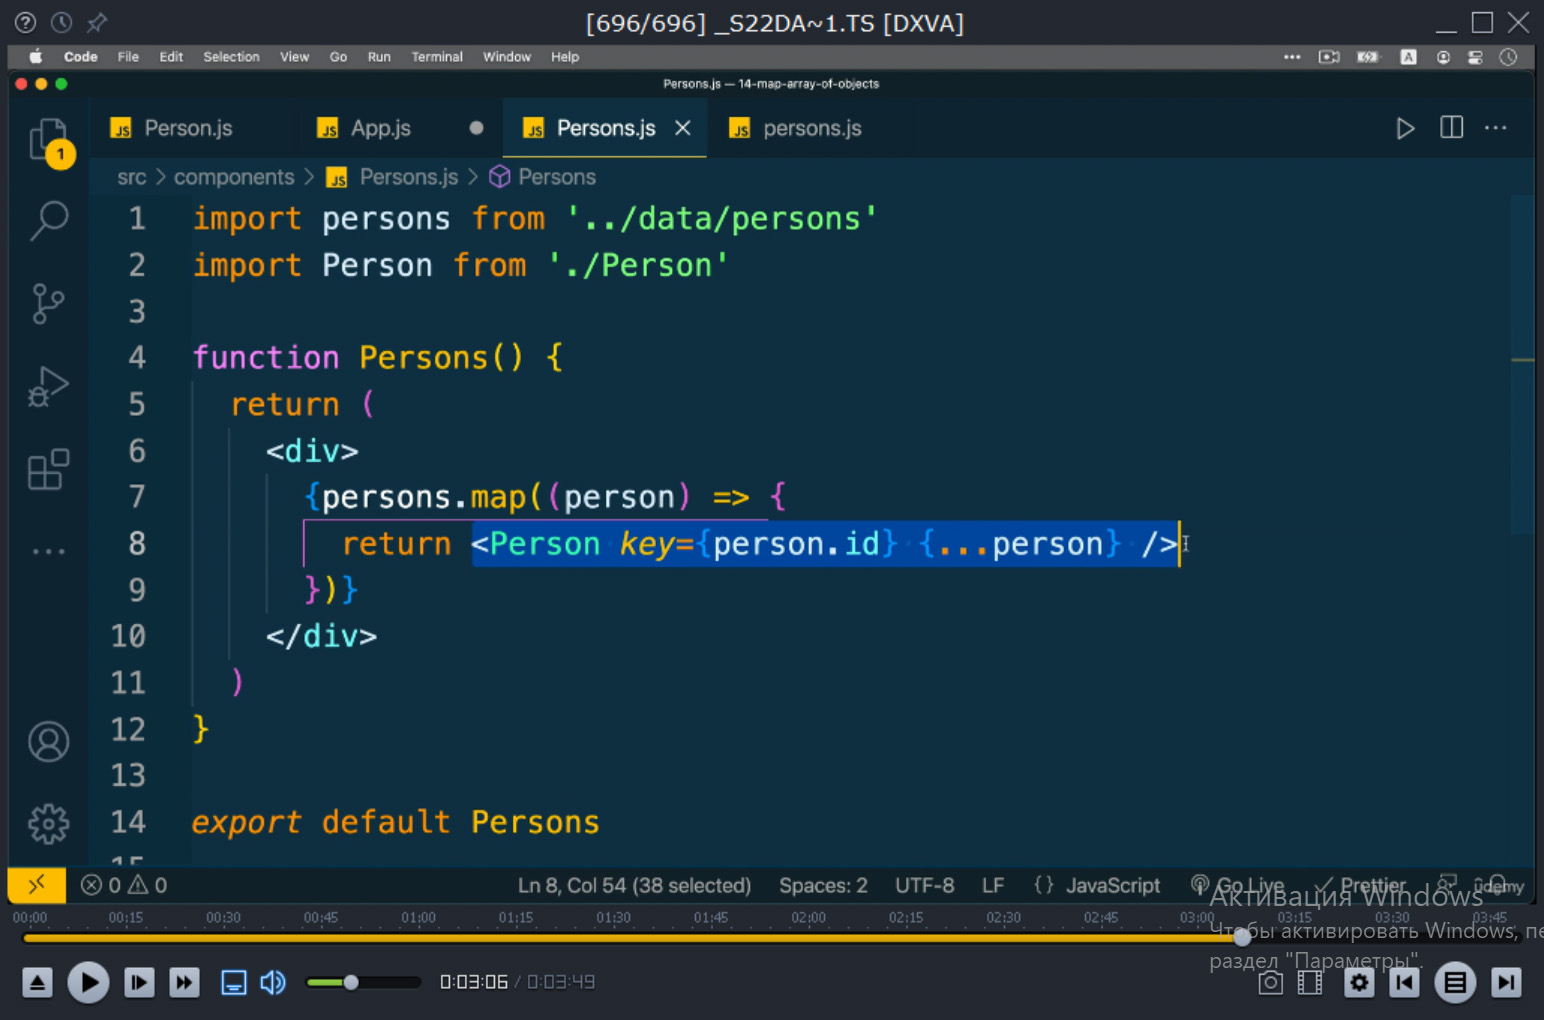 [696/696] _S22DA~1.TS [DXVA]
Code File Edit Selection View Go Run Terminal Window Help
A
Persons.js — 14-map-array-of-objects
JS Person.js JS App.js JS Persons.js JS persons.js
1
src > components > JS Persons.js > Persons
1 import persons from '../data/persons'
2 import Person from './Person'
3
4 function Persons() {
5 return (
6 <div>
7 {persons.map((person) => {
8 return <Person key={person.id} {...person} />
9 })}
10 </div>
11 )
12 }
13
14 export default Persons
15
0 0 Ln 8, Col 54 (38 selected) Spaces: 2 UTF-8 LF {} JavaScript Go Live Prettier
ûdemy
Активация Windows
Чтобы активировать Windows, пе
раздел "Параметры".
00:00 00:15 00:30 00:45 01:00 01:15 01:30 01:45 02:00 02:15 02:30 02:45 03:00 03:15 03:30 03:45
0:03:06 / 0:03:49